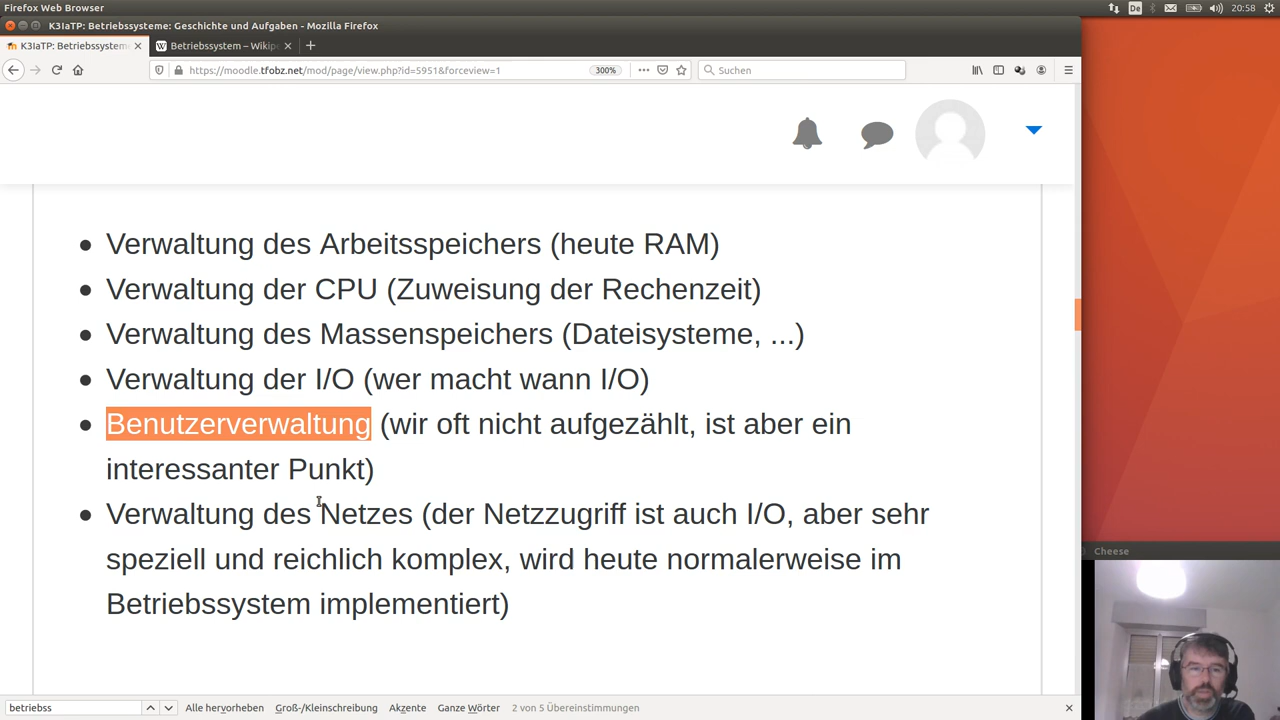 Firefox Web Browser
De
20:58
K3IaTP: Betriebssysteme: Geschichte und Aufgaben - Mozilla Firefox
K3IaTP: Betriebssysteme:
Betriebssystem – Wikip
https://moodle.tfobz.net/mod/page/view.php?id=5951&forceview=1
300%
Suchen
• Verwaltung des Arbeitsspeichers (heute RAM)
• Verwaltung der CPU (Zuweisung der Rechenzeit)
• Verwaltung des Massenspeichers (Dateisysteme, ...)
• Verwaltung der I/O (wer macht wann I/O)
• Benutzerverwaltung (wir oft nicht aufgezählt, ist aber ein
interessanter Punkt)
• Verwaltung des Netzes (der Netzzugriff ist auch I/O, aber sehr
speziell und reichlich komplex, wird heute normalerweise im
Betriebssystem implementiert)
Cheese
betriebss
Alle hervorheben
Groß-/Kleinschreibung
Akzente
Ganze Wörter
2 von 5 Übereinstimmungen